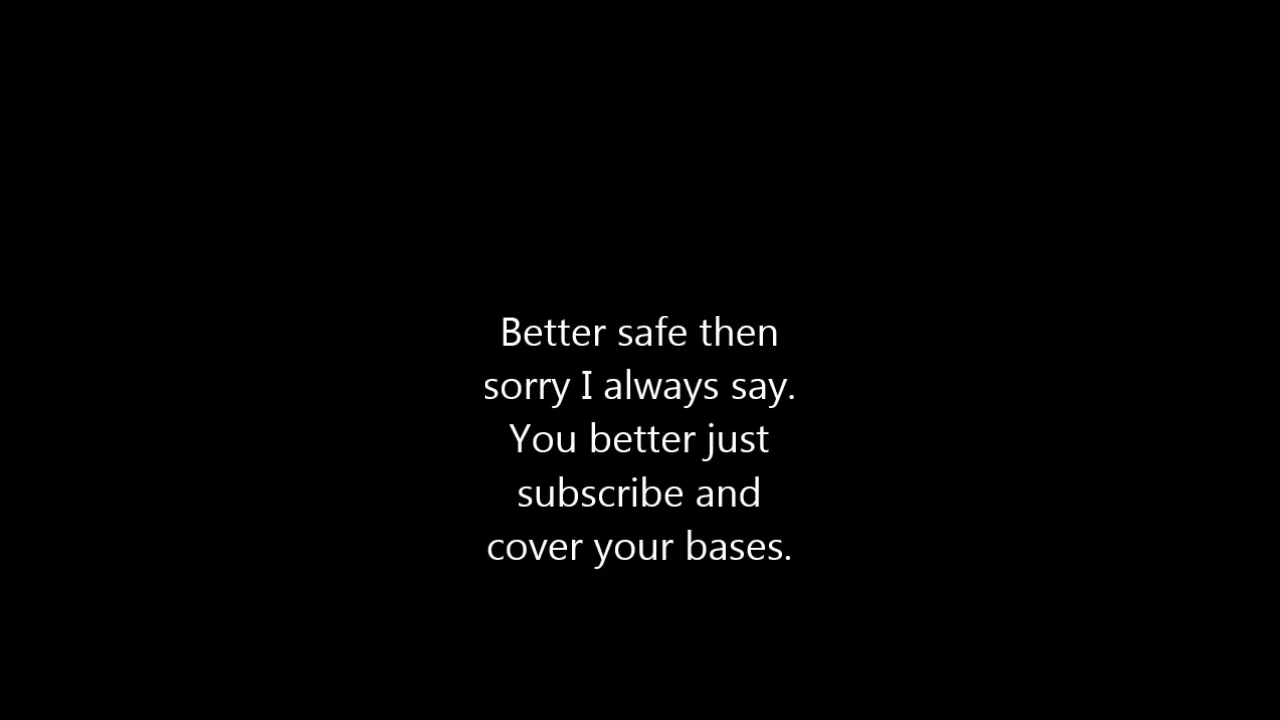 Better safe then
sorry I always say.
You better just
subscribe and
cover your bases.